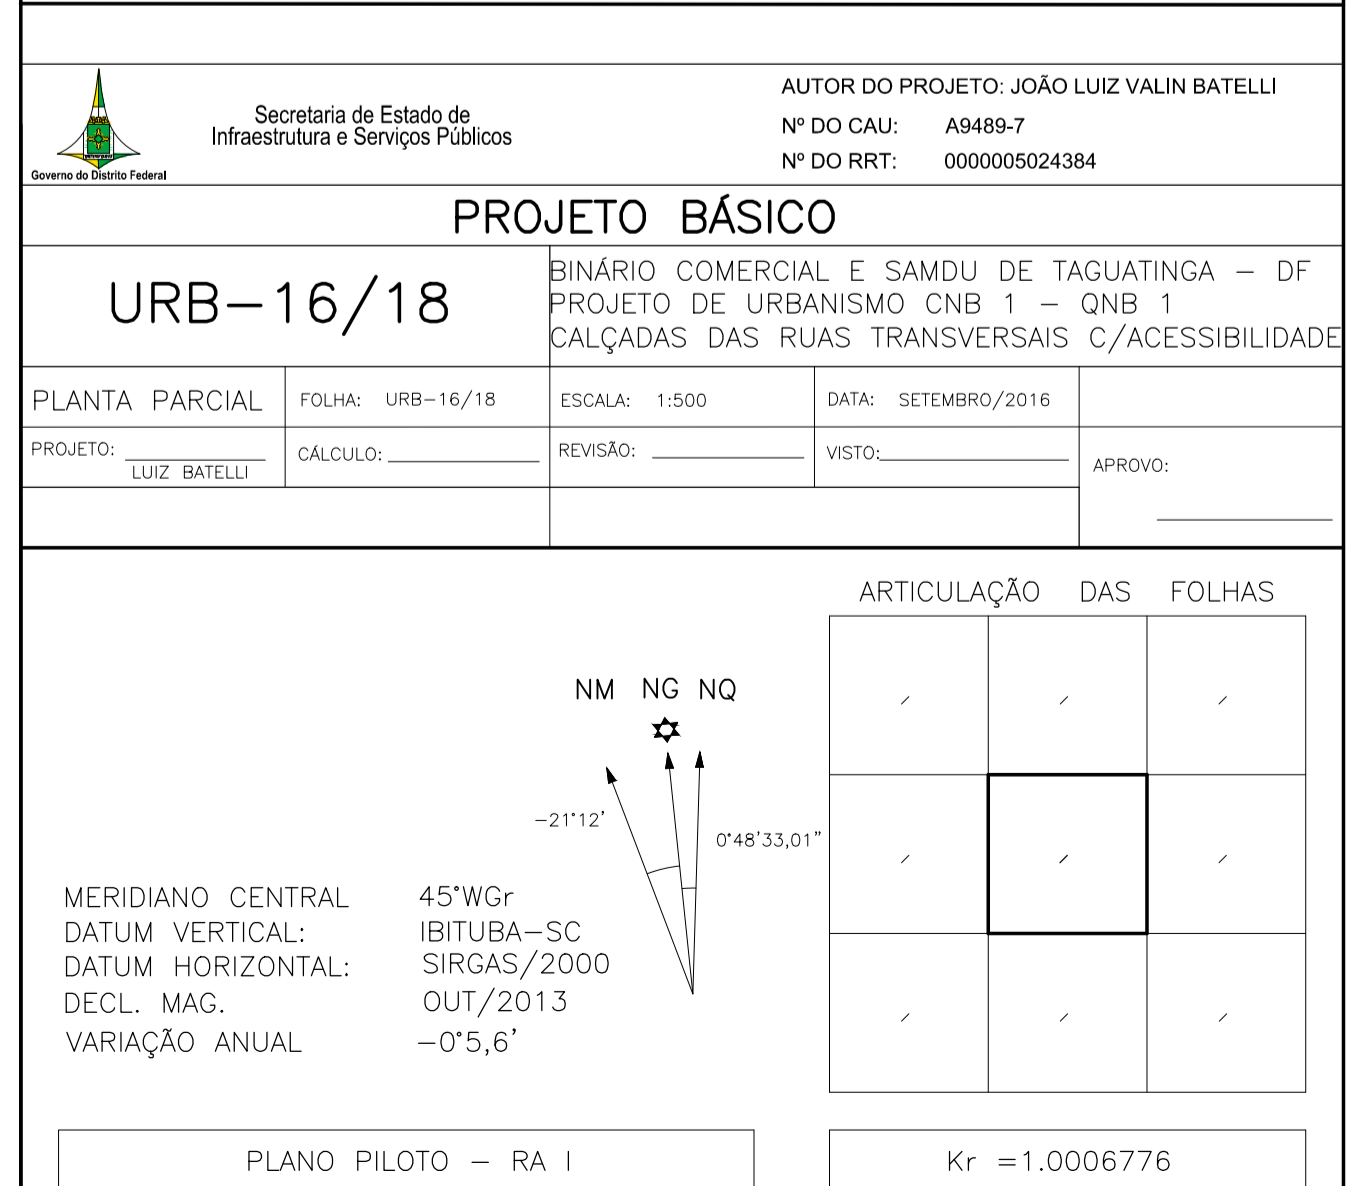 Governo do Distrito Federal
Secretaria de Estado de
Infraestrutura e Serviços Públicos
AUTOR DO PROJETO: JOÃO LUIZ VALIN BATELLI
Nº DO CAU: A9489-7
Nº DO RRT: 0000005024384
PROJETO BÁSICO
URB-16/18
BINÁRIO COMERCIAL E SAMDU DE TAGUATINGA - DF
PROJETO DE URBANISMO CNB 1 - QNB 1
CALÇADAS DAS RUAS TRANSVERSAIS C/ACESSIBILIDADE
PLANTA PARCIAL
FOLHA: URB-16/18
ESCALA: 1:500
DATA: SETEMBRO/2016
PROJETO:
LUIZ BATELLI
CÁLCULO:
REVISÃO:
VISTO:
APROVO:
ARTICULAÇÃO DAS FOLHAS
/ / /
/ / /
/ / /
NM NG NQ
-21°12'
0°48'33,01"
MERIDIANO CENTRAL 45°WGr
DATUM VERTICAL: IBITUBA-SC
DATUM HORIZONTAL: SIRGAS/2000
DECL. MAG. OUT/2013
VARIAÇÃO ANUAL -0°5,6'
PLANO PILOTO - RA I
Kr =1.0006776